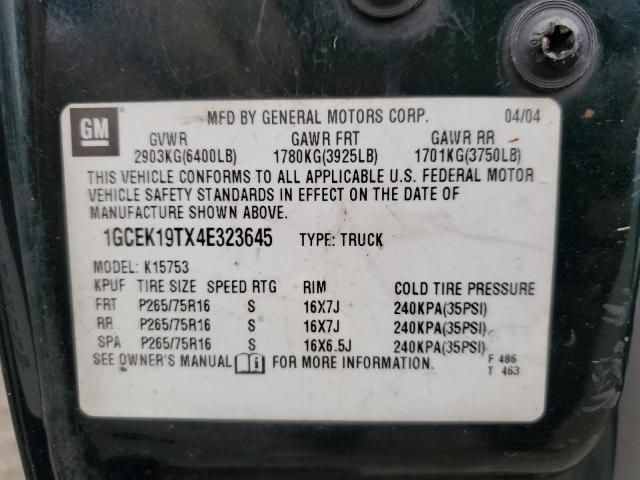 GM
MFD BY GENERAL MOTORS CORP. 04/04
GVWR GAWR FRT GAWR RR
2903KG(6400LB) 1780KG(3925LB) 1701KG(3750LB)
THIS VEHICLE CONFORMS TO ALL APPLICABLE U.S. FEDERAL MOTOR
VEHICLE SAFETY STANDARDS IN EFFECT ON THE DATE OF
MANUFACTURE SHOWN ABOVE.
1GCEK19TX4E323645 TYPE: TRUCK
MODEL: K15753
KPUF TIRE SIZE SPEED RTG RIM COLD TIRE PRESSURE
FRT P265/75R16 S 16X7J 240KPA(35PSI)
RR P265/75R16 S 16X7J 240KPA(35PSI)
SPA P265/75R16 S 16X6.5J 240KPA(35PSI)
SEE OWNER'S MANUAL FOR MORE INFORMATION. F 486
T 463